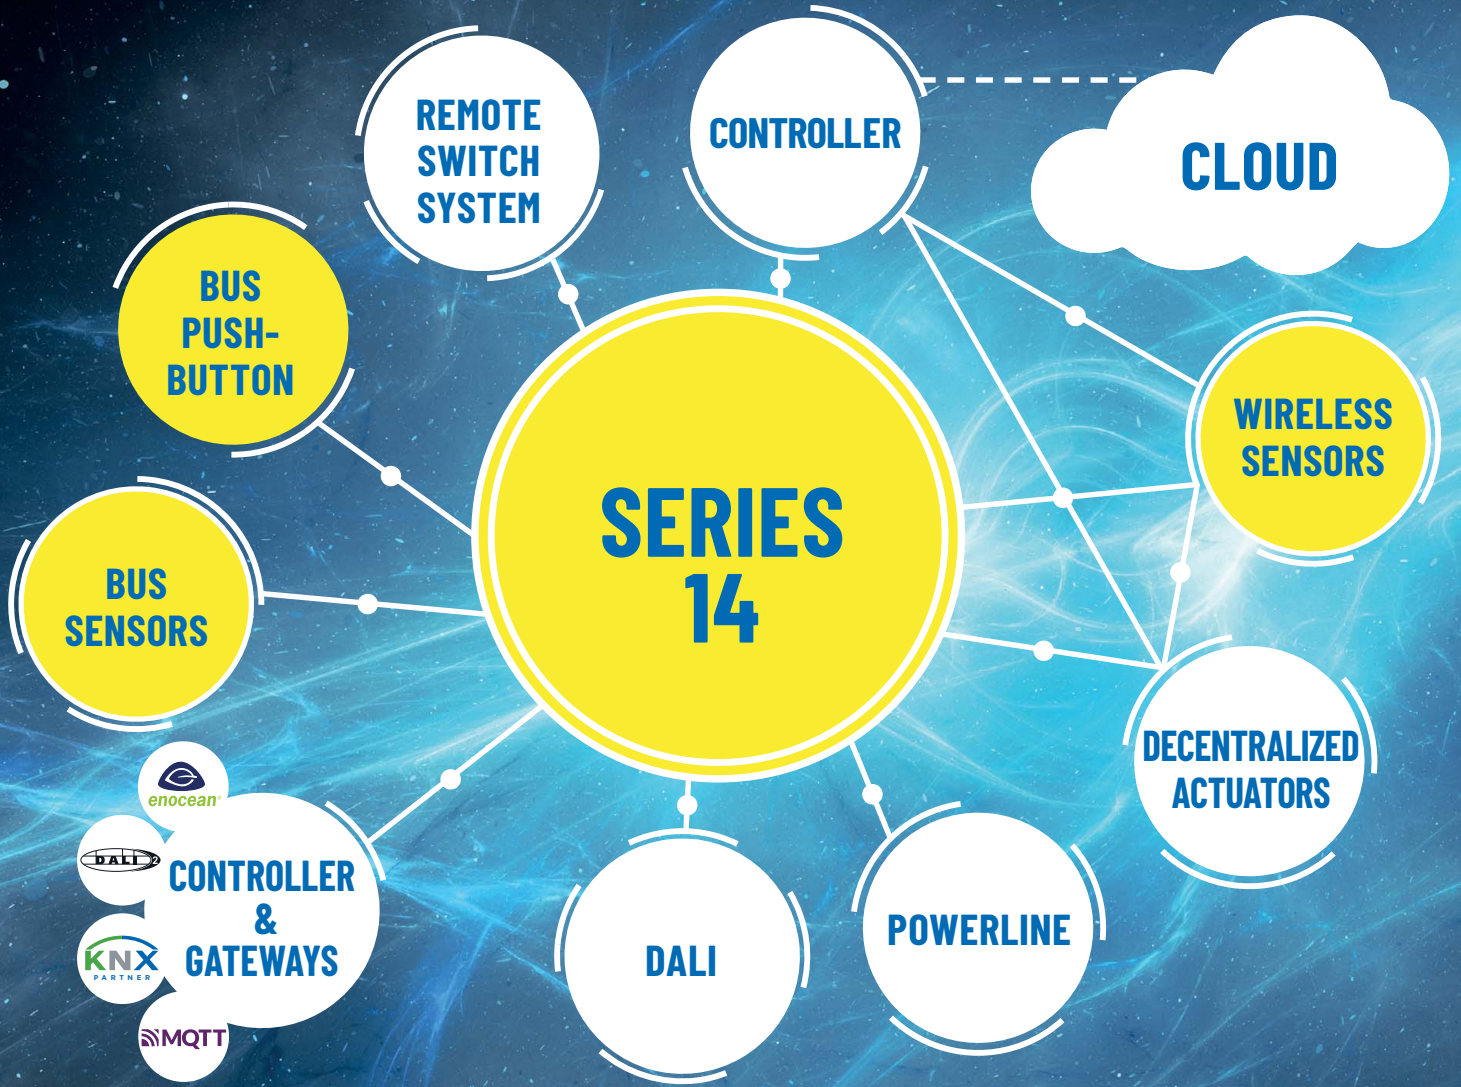 REMOTE
SWITCH
SYSTEM
CONTROLLER
CLOUD
BUS
PUSH-
BUTTON
WIRELESS
SENSORS
SERIES
14
BUS
SENSORS
DECENTRALIZED
ACTUATORS
enocean®
DALI 2
KNX
PARTNER
MQTT
CONTROLLER
&
GATEWAYS
DALI
POWERLINE